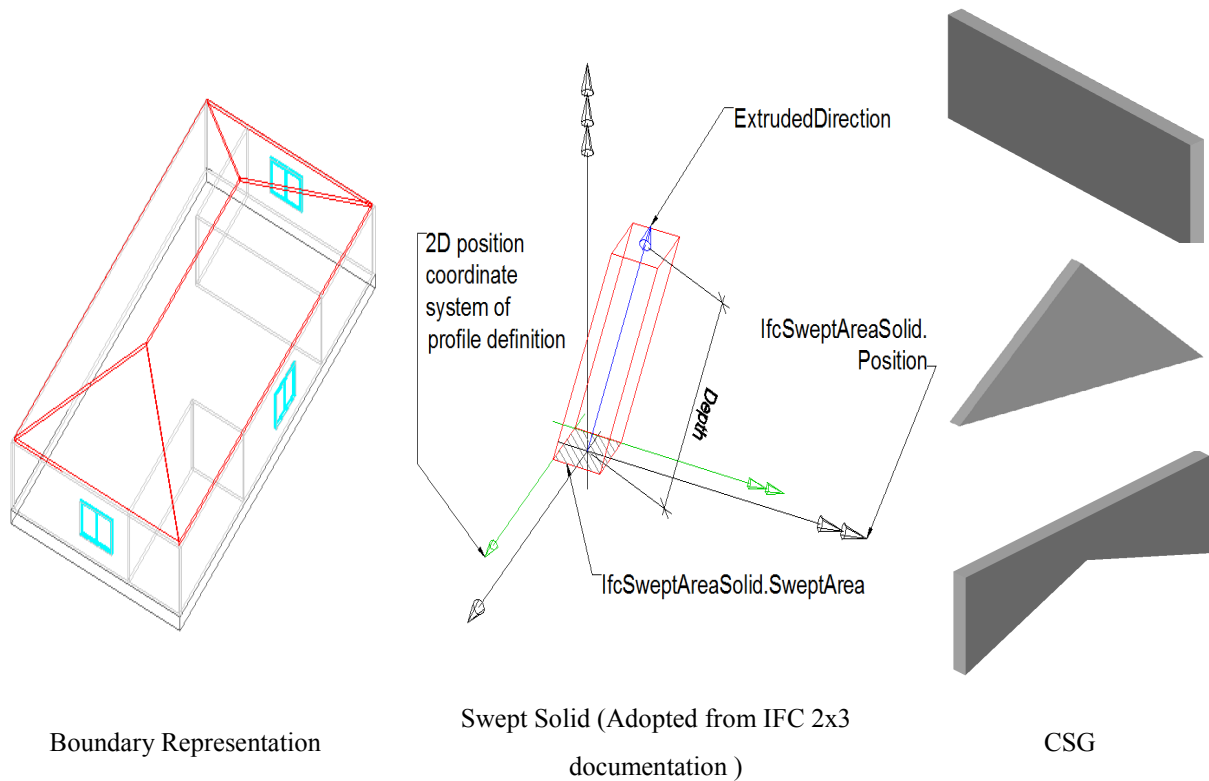 ExtrudedDirection
2D position
coordinate
system of
profile definition
IfcSweptAreaSolid.
Position
Depth
IfcSweptAreaSolid.SweptArea
Boundary Representation
Swept Solid (Adopted from IFC 2x3
documentation )
CSG